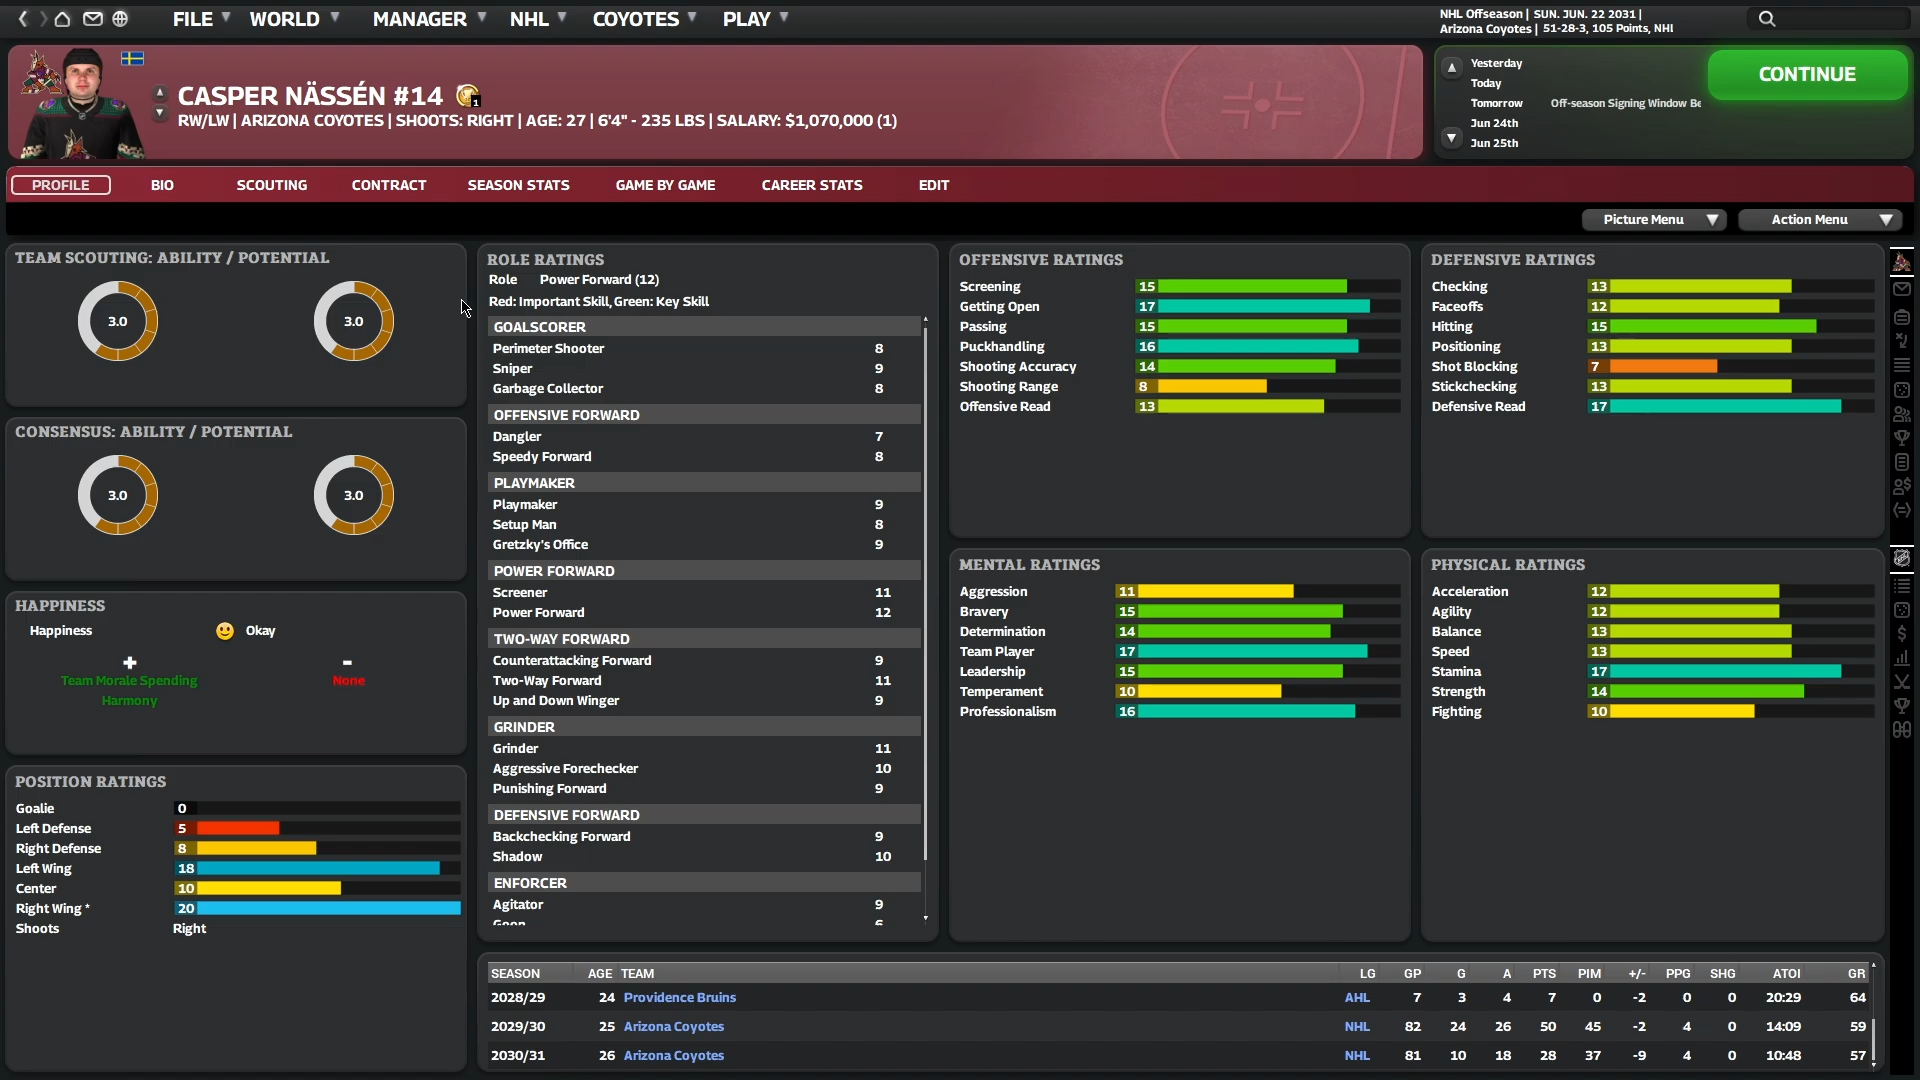 FILE WORLD MANAGER NHL COYOTES PLAY
NHL Offseason | SUN. JUN. 22 2031 |
Arizona Coyotes | 51-28-3, 105 Points, NHL
CASPER NÄSSÉN #14 1
RW/LW | ARIZONA COYOTES | SHOOTS: RIGHT | AGE: 27 | 6'4" - 235 LBS | SALARY: $1,070,000 (1)
Yesterday
Today
Tomorrow Off-season Signing Window Be
Jun 24th
Jun 25th
CONTINUE
PROFILE BIO SCOUTING CONTRACT SEASON STATS GAME BY GAME CAREER STATS EDIT
Picture Menu Action Menu
TEAM SCOUTING: ABILITY / POTENTIAL
3.0 3.0
CONSENSUS: ABILITY / POTENTIAL
3.0 3.0
HAPPINESS
Happiness Okay
+ -
Team Morale Spending None
Harmony
POSITION RATINGS
Goalie 0
Left Defense 5
Right Defense 8
Left Wing 18
Center 10
Right Wing * 20
Shoots Right
ROLE RATINGS
Role Power Forward (12)
Red: Important Skill, Green: Key Skill
GOALSCORER
Perimeter Shooter 8
Sniper 9
Garbage Collector 8
OFFENSIVE FORWARD
Dangler 7
Speedy Forward 8
PLAYMAKER
Playmaker 9
Setup Man 8
Gretzky's Office 9
POWER FORWARD
Screener 11
Power Forward 12
TWO-WAY FORWARD
Counterattacking Forward 9
Two-Way Forward 11
Up and Down Winger 9
GRINDER
Grinder 11
Aggressive Forechecker 10
Punishing Forward 9
DEFENSIVE FORWARD
Backchecking Forward 9
Shadow 10
ENFORCER
Agitator 9
Goon 6
OFFENSIVE RATINGS
Screening 15
Getting Open 17
Passing 15
Puckhandling 16
Shooting Accuracy 14
Shooting Range 8
Offensive Read 13
DEFENSIVE RATINGS
Checking 13
Faceoffs 12
Hitting 15
Positioning 13
Shot Blocking 7
Stickchecking 13
Defensive Read 17
MENTAL RATINGS
Aggression 11
Bravery 15
Determination 14
Team Player 17
Leadership 15
Temperament 10
Professionalism 16
PHYSICAL RATINGS
Acceleration 12
Agility 12
Balance 13
Speed 13
Stamina 17
Strength 14
Fighting 10
SEASON AGE TEAM LG GP G A PTS PIM +/- PPG SHG ATOI GR
2028/29 24 Providence Bruins AHL 7 3 4 7 0 -2 0 0 20:29 64
2029/30 25 Arizona Coyotes NHL 82 24 26 50 45 -2 4 0 14:09 59
2030/31 26 Arizona Coyotes NHL 81 10 18 28 37 -9 4 0 10:48 57